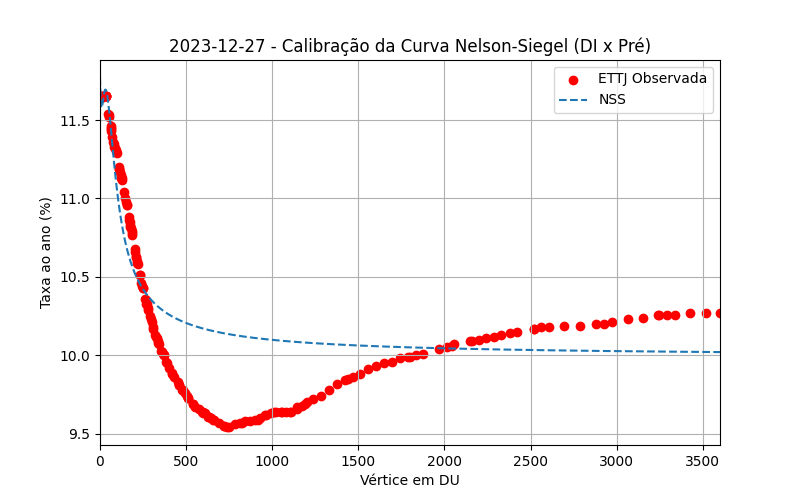 2023-12-27 - Calibração da Curva Nelson-Siegel (DI x Pré)
ETTJ Observada
NSS
Taxa ao ano (%)
11.5
11.0
10.5
10.0
9.5
0 500 1000 1500 2000 2500 3000 3500
Vértice em DU